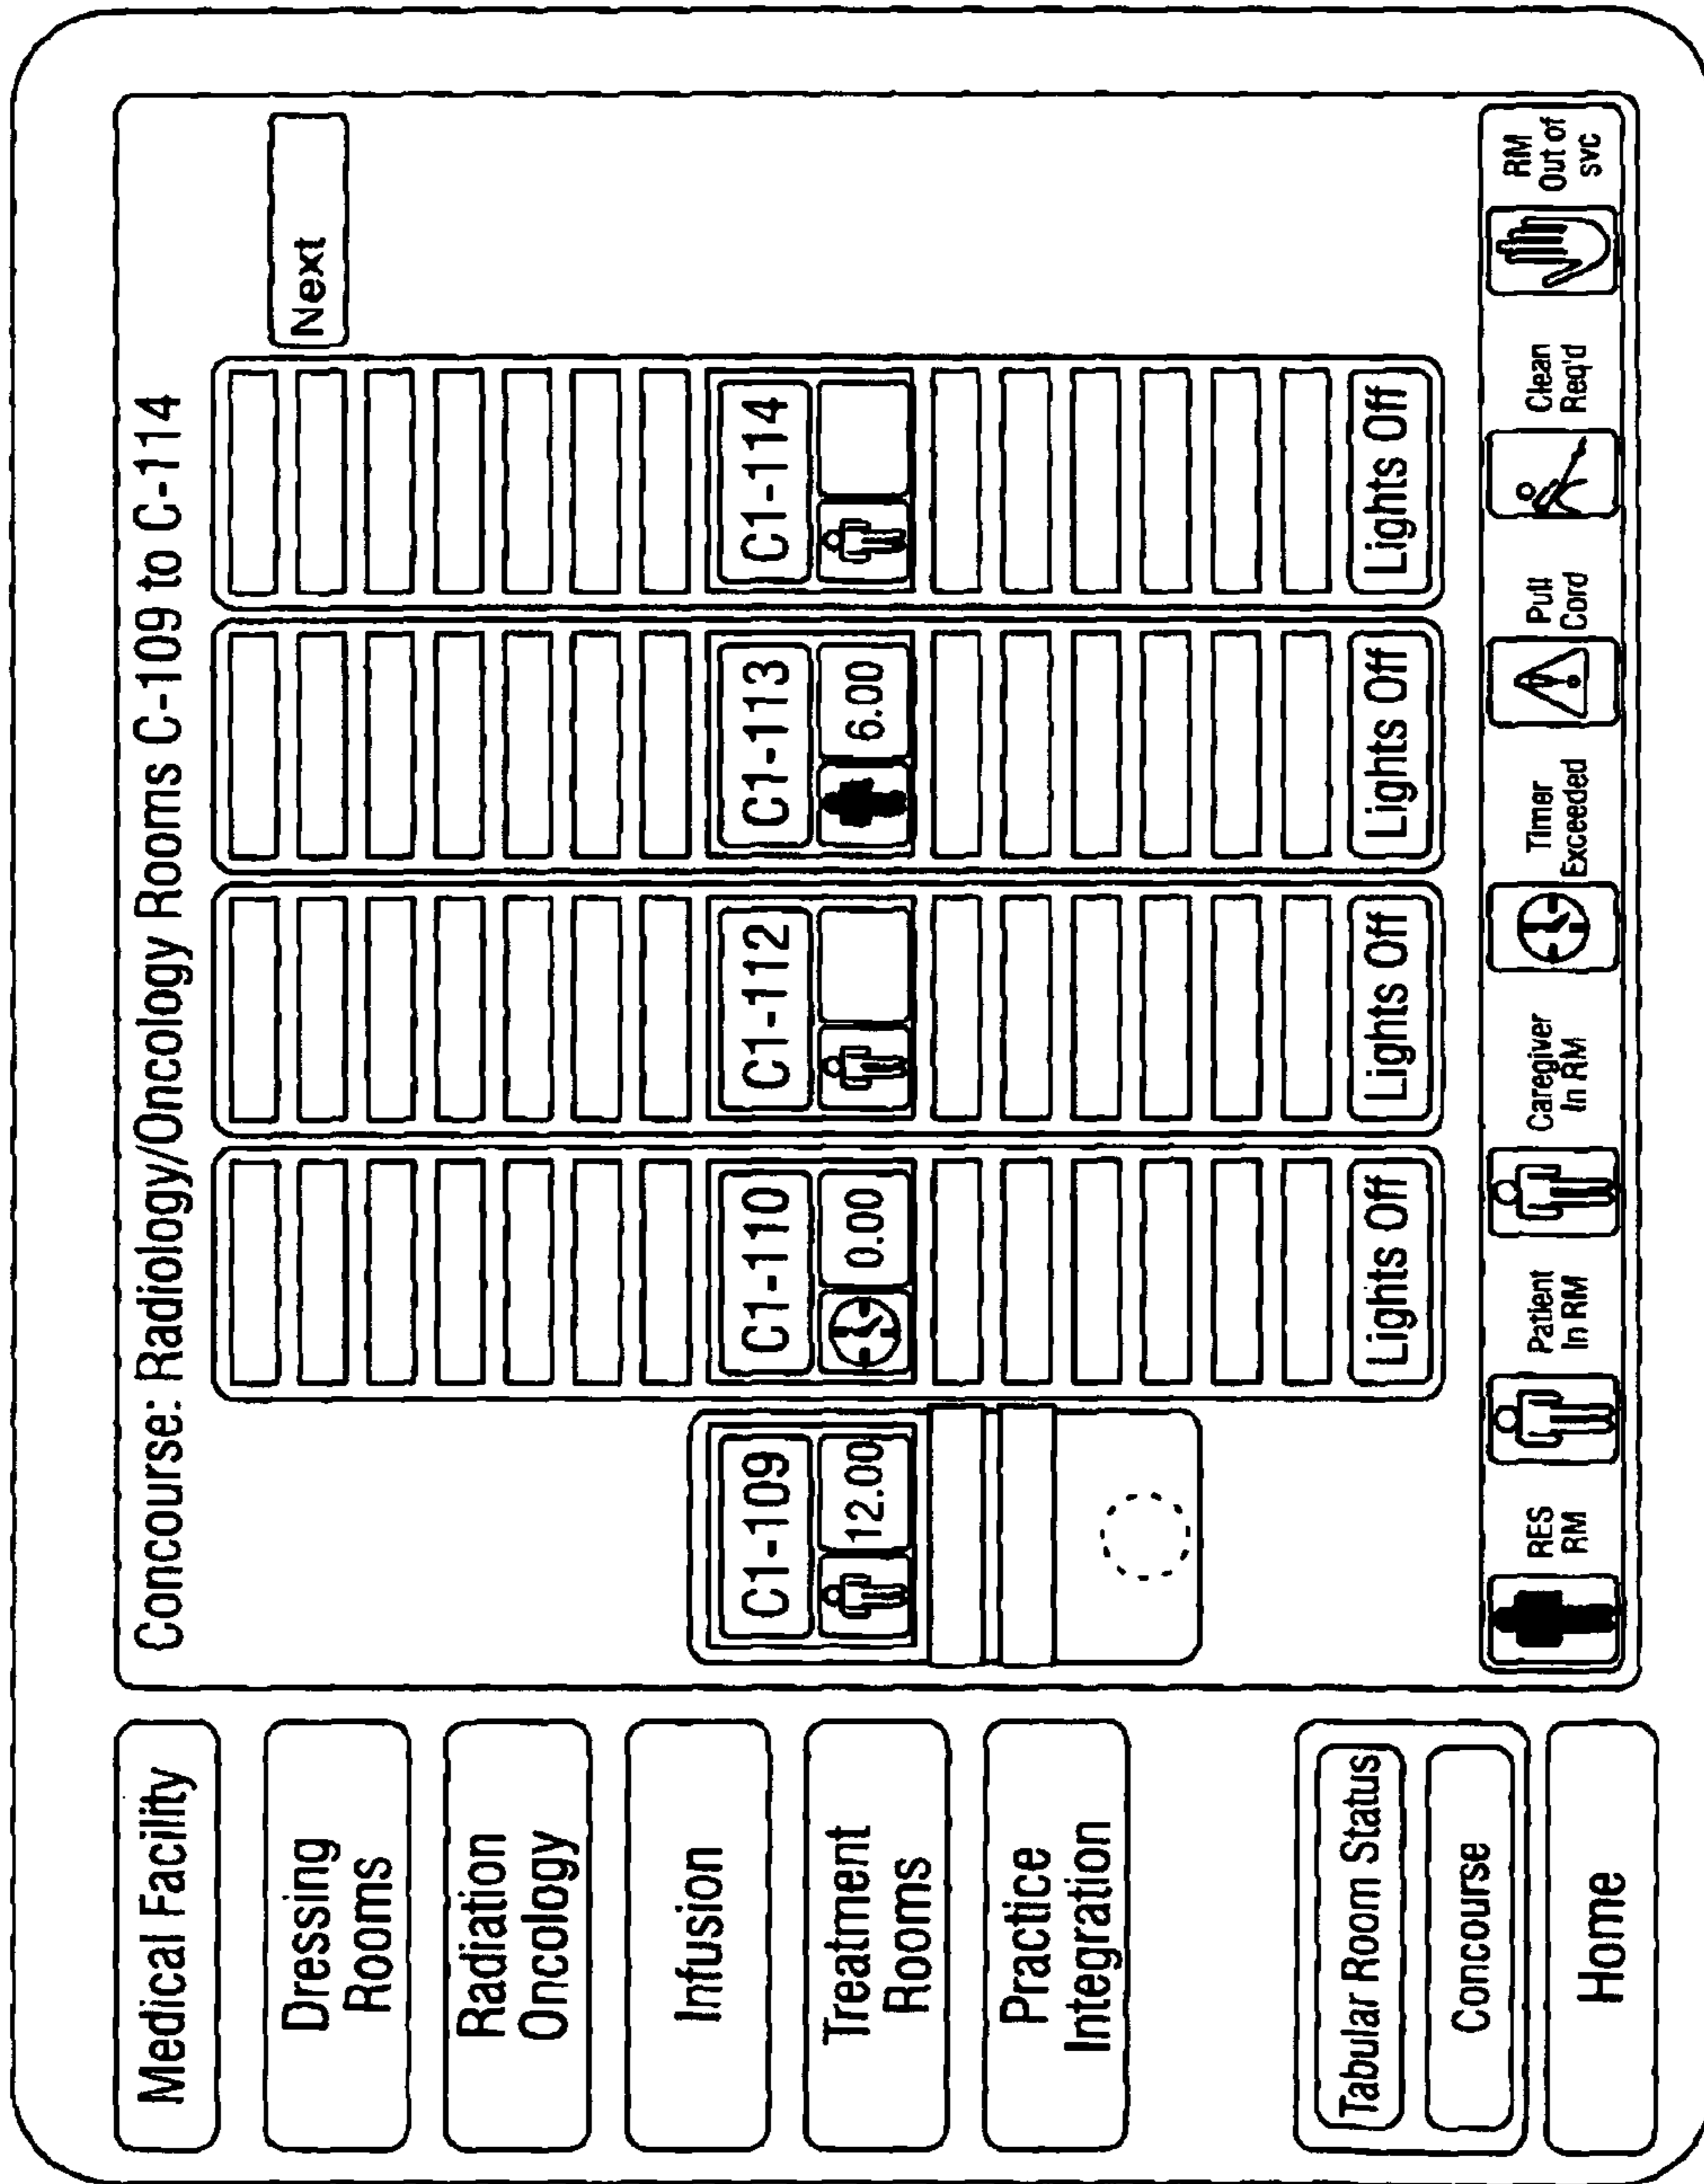 Medical Facility
Dressing
Rooms
Radiation
Oncology
Infusion
Treatment
Rooms
Practice
Integration
Tabular Room Status
Concourse
Home
Concourse: Radiology/Oncology Rooms C-109 to C-114
Next
C1-109
12.00
C1-110
0.00
Lights Off
C1-112
Lights Off
C1-113
6.00
Lights Off
C1-114
Lights Off
RES
RM
Patient
In RM
Caregiver
In RM
Timer
Exceeded
Pull
Cord
Clean
Req'd
RM
Out of
svc